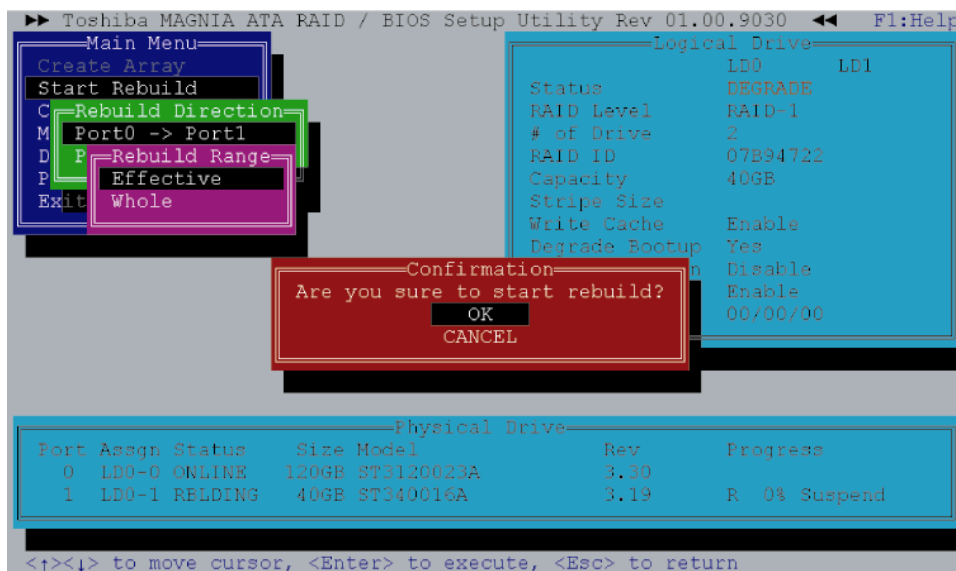 ▶▶ Toshiba MAGNIA ATA RAID / BIOS Setup Utility Rev 01.00.9030 ◀◀ F1:Help
Main Menu
Create Array
Start Rebuild
C
M
D
P
Exit
Rebuild Direction
Port0 -> Port1
P
Rebuild Range
Effective
Whole
Logical Drive
LD0 LD1
Status DEGRADE
RAID Level RAID-1
# of Drive 2
RAID ID 07B94722
Capacity 40GB
Stripe Size
Write Cache Enable
Degrade Bootup Yes
n Disable
Enable
00/00/00
Confirmation
Are you sure to start rebuild?
OK
CANCEL
Physical Drive
Port Assgn Status Size Model Rev Progress
0 LD0-0 ONLINE 120GB ST3120023A 3.30
1 LD0-1 RBLDING 40GB ST340016A 3.19 R 0% Suspend
<↑><↓> to move cursor, <Enter> to execute, <Esc> to return